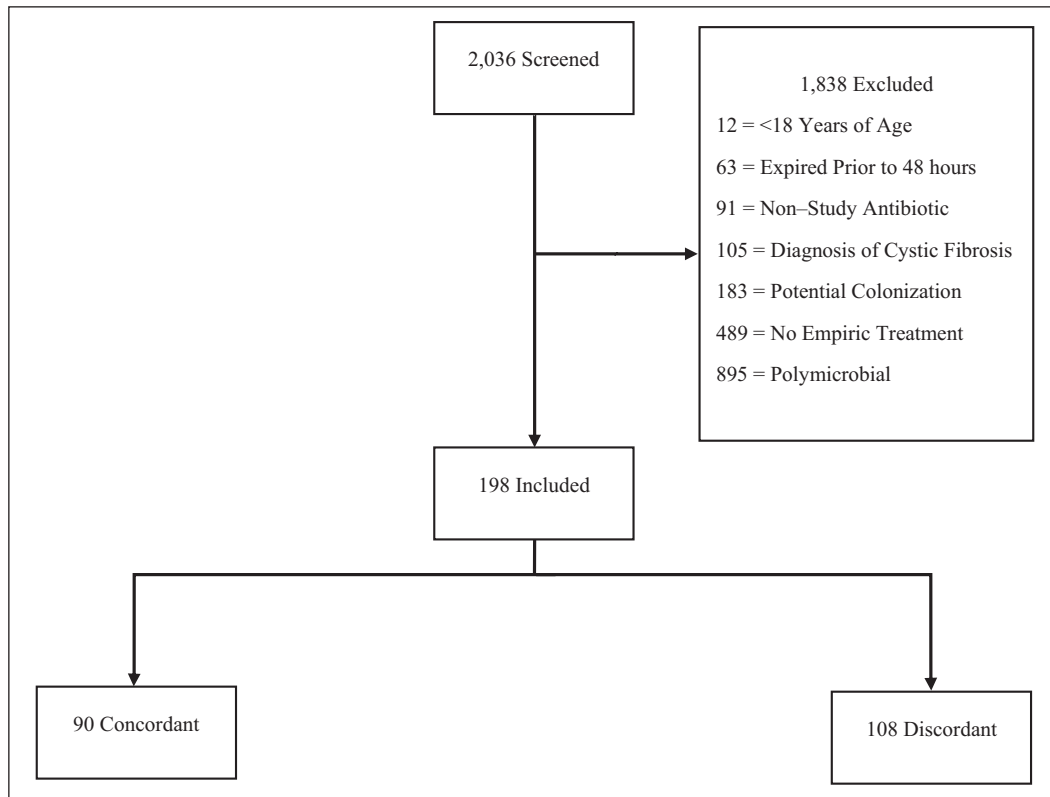 2,036 Screened
1,838 Excluded
12 = <18 Years of Age
63 = Expired Prior to 48 hours
91 = Non–Study Antibiotic
105 = Diagnosis of Cystic Fibrosis
183 = Potential Colonization
489 = No Empiric Treatment
895 = Polymicrobial
198 Included
90 Concordant
108 Discordant